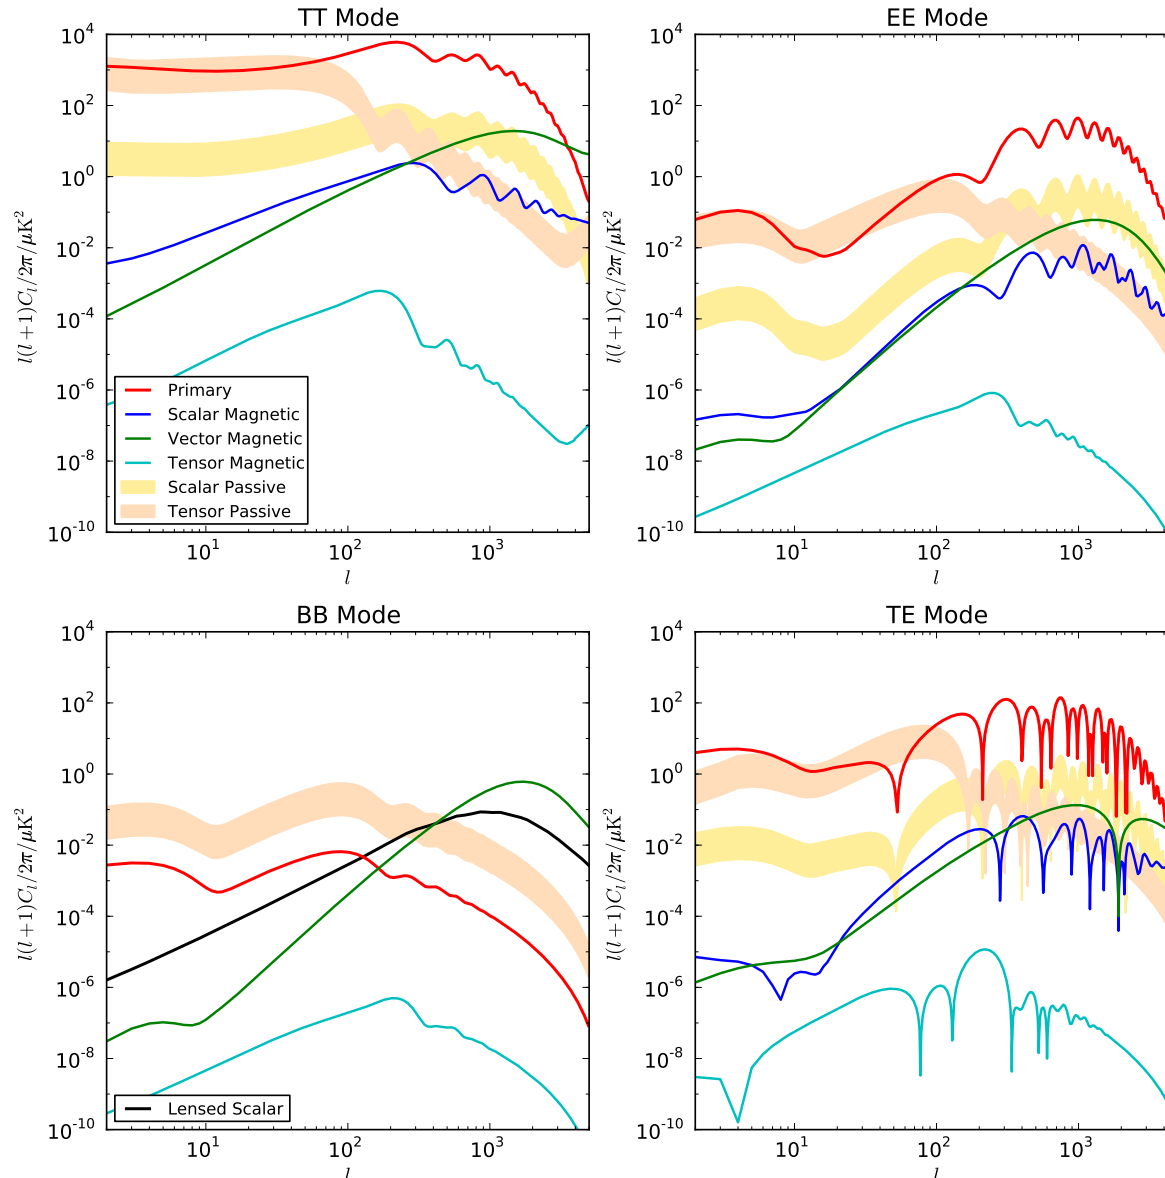 TT Mode
10^4
10^2
10^0
10^-2
10^-4
10^-6
10^-8
10^-10
l(l+1)C_l/2π/μK^2
Primary
Scalar Magnetic
Vector Magnetic
Tensor Magnetic
Scalar Passive
Tensor Passive
10^1 10^2 10^3
l
EE Mode
10^4
10^2
10^0
10^-2
10^-4
10^-6
10^-8
10^-10
l(l+1)C_l/2π/μK^2
10^1 10^2 10^3
l
BB Mode
10^4
10^2
10^0
10^-2
10^-4
10^-6
10^-8
10^-10
l(l+1)C_l/2π/μK^2
Lensed Scalar
10^1 10^2 10^3
l
TE Mode
10^4
10^2
10^0
10^-2
10^-4
10^-6
10^-8
10^-10
l(l+1)C_l/2π/μK^2
10^1 10^2 10^3
l